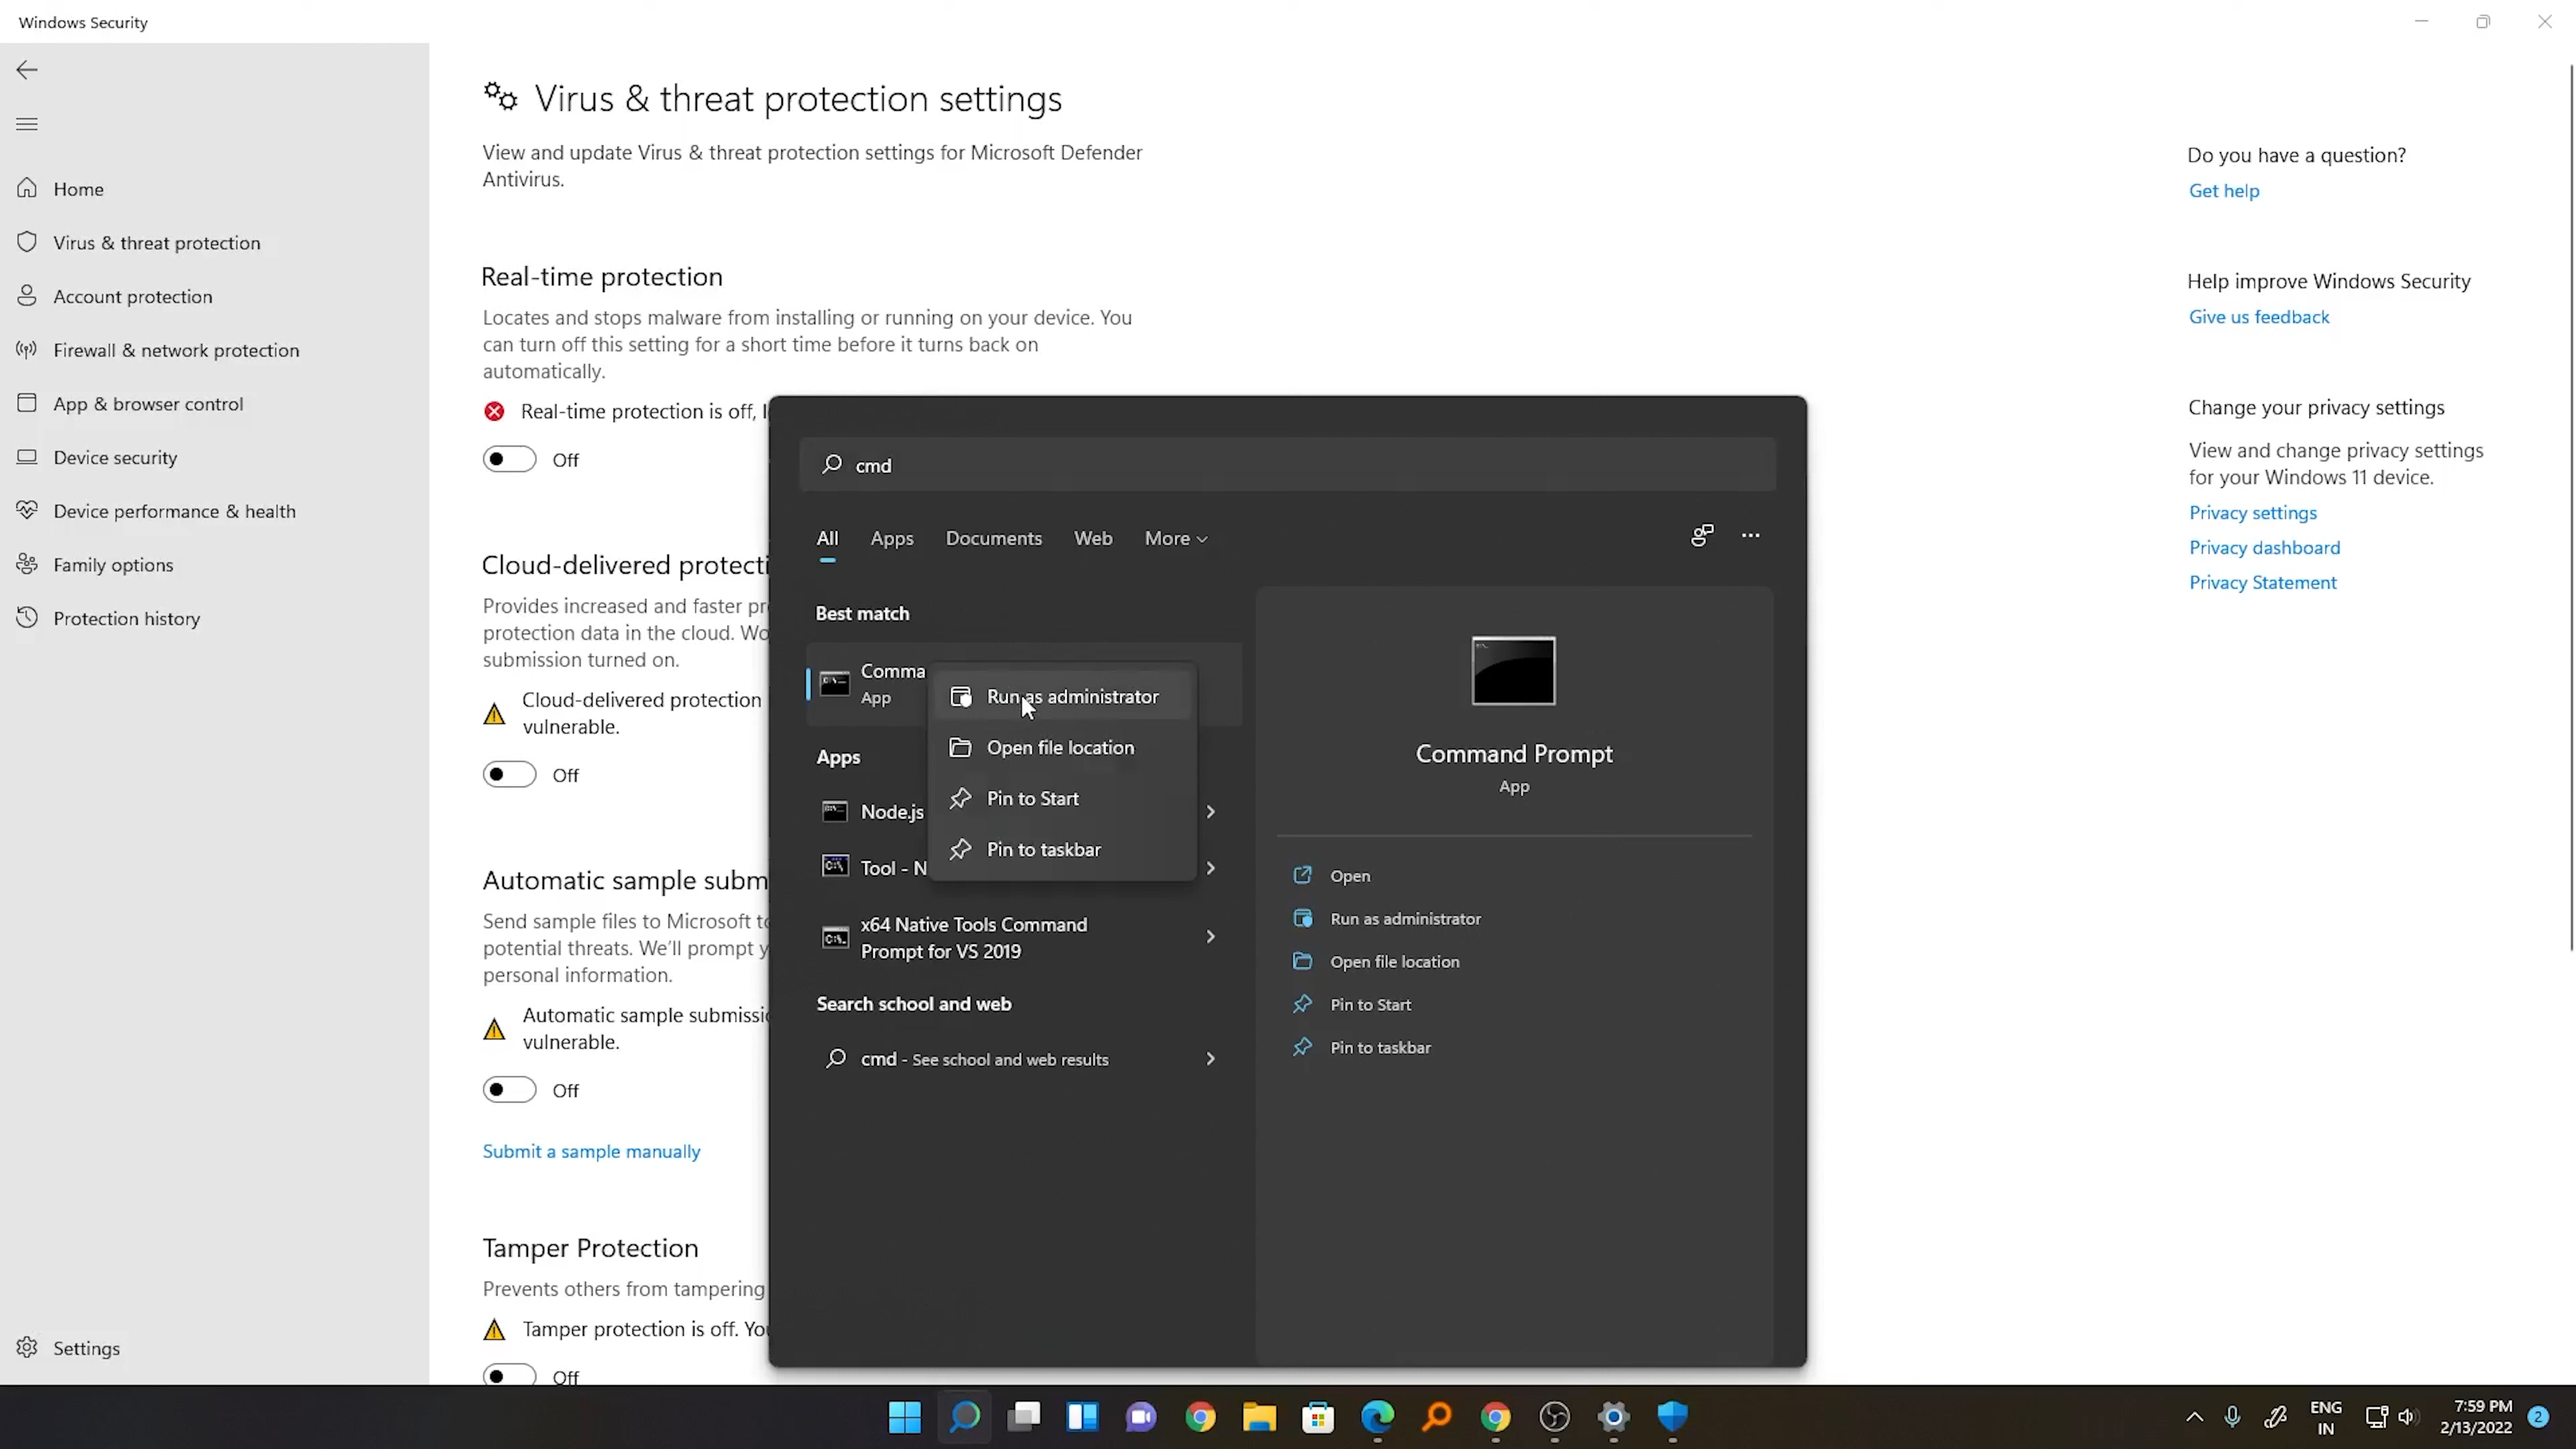 Windows Security
Home
Virus & threat protection
Account protection
Firewall & network protection
App & browser control
Device security
Device performance & health
Family options
Protection history
Settings
Virus & threat protection settings
View and update Virus & threat protection settings for Microsoft Defender
Antivirus.
Real-time protection
Locates and stops malware from installing or running on your device. You
can turn off this setting for a short time before it turns back on
automatically.
Real-time protection is off,
Off
Cloud-delivered protecti
Provides increased and faster pr
protection data in the cloud. Wo
submission turned on.
Cloud-delivered protection
vulnerable.
Off
Automatic sample subm
Send sample files to Microsoft to
potential threats. We'll prompt y
personal information.
Automatic sample submissio
vulnerable.
Off
Submit a sample manually
Tamper Protection
Prevents others from tampering
Tamper protection is off. You
Off
cmd
All Apps Documents Web More
Best match
Comma
App
Run as administrator
Open file location
Pin to Start
Pin to taskbar
Apps
Node.js
Tool - N
x64 Native Tools Command
Prompt for VS 2019
Search school and web
cmd - See school and web results
Command Prompt
App
Open
Run as administrator
Open file location
Pin to Start
Pin to taskbar
Do you have a question?
Get help
Help improve Windows Security
Give us feedback
Change your privacy settings
View and change privacy settings
for your Windows 11 device.
Privacy settings
Privacy dashboard
Privacy Statement
ENG
IN
7:59 PM
2/13/2022
2